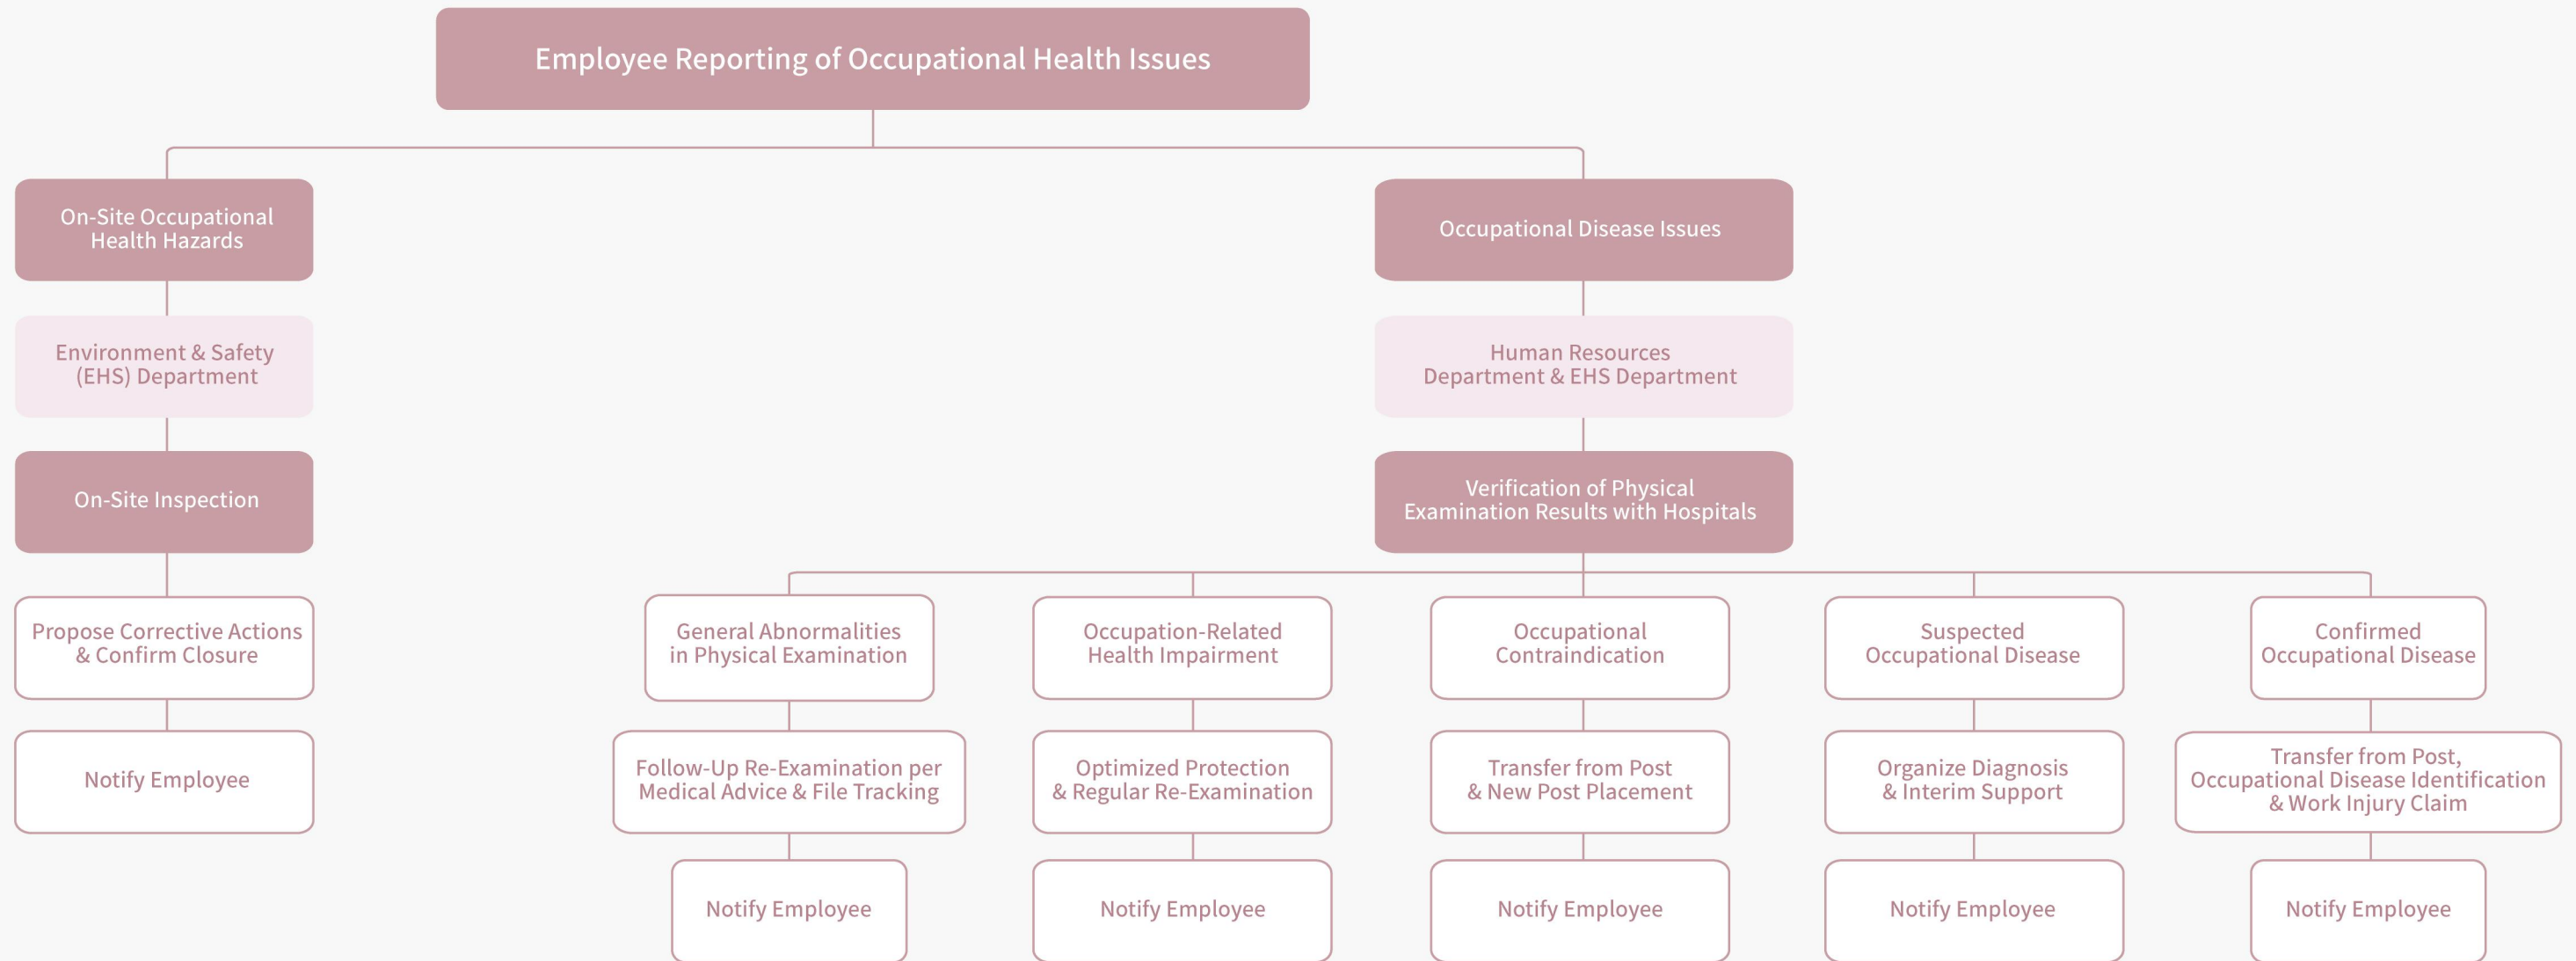 Employee Reporting of Occupational Health Issues
On-Site Occupational
Health Hazards
Occupational Disease Issues
Environment & Safety
(EHS) Department
Human Resources
Department & EHS Department
On-Site Inspection
Verification of Physical
Examination Results with Hospitals
Propose Corrective Actions
& Confirm Closure
General Abnormalities
in Physical Examination
Occupation-Related
Health Impairment
Occupational
Contraindication
Suspected
Occupational Disease
Confirmed
Occupational Disease
Notify Employee
Follow-Up Re-Examination per
Medical Advice & File Tracking
Optimized Protection
& Regular Re-Examination
Transfer from Post
& New Post Placement
Organize Diagnosis
& Interim Support
Transfer from Post,
Occupational Disease Identification
& Work Injury Claim
Notify Employee
Notify Employee
Notify Employee
Notify Employee
Notify Employee